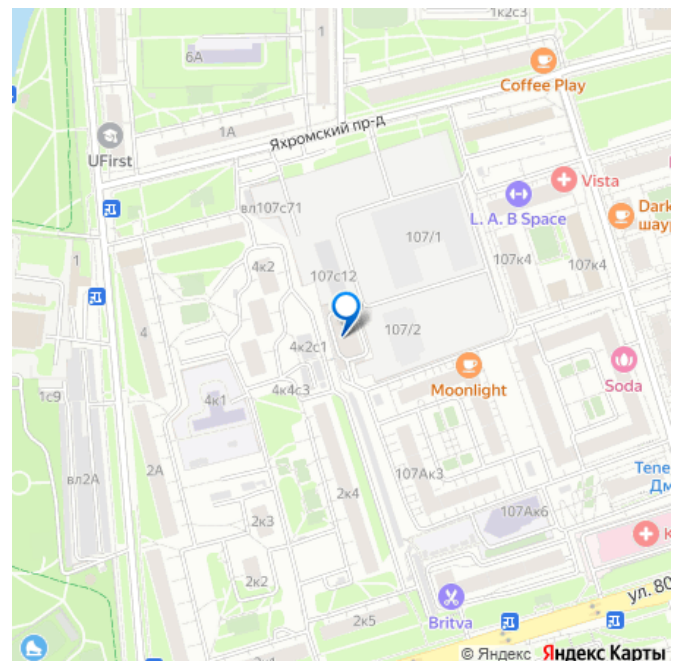 1к2с3
1
6А
Coffee Play
1А
Яхромский пр-д
UFirst
Vista
L. A. B Space
Dark
шаур
вл107с71
107/1
107к4
107к4
4к2
107с12
1
4
4к2с1
107/2
Moonlight
Soda
4к4с3
4к1
1с9
вл2А
2А
107Ак3
Теле
Дм
2к4
107Ак6
2к3
К
2к2
Britva
ул. 80
2к5
2к1
© Яндекс Яндекс Карты